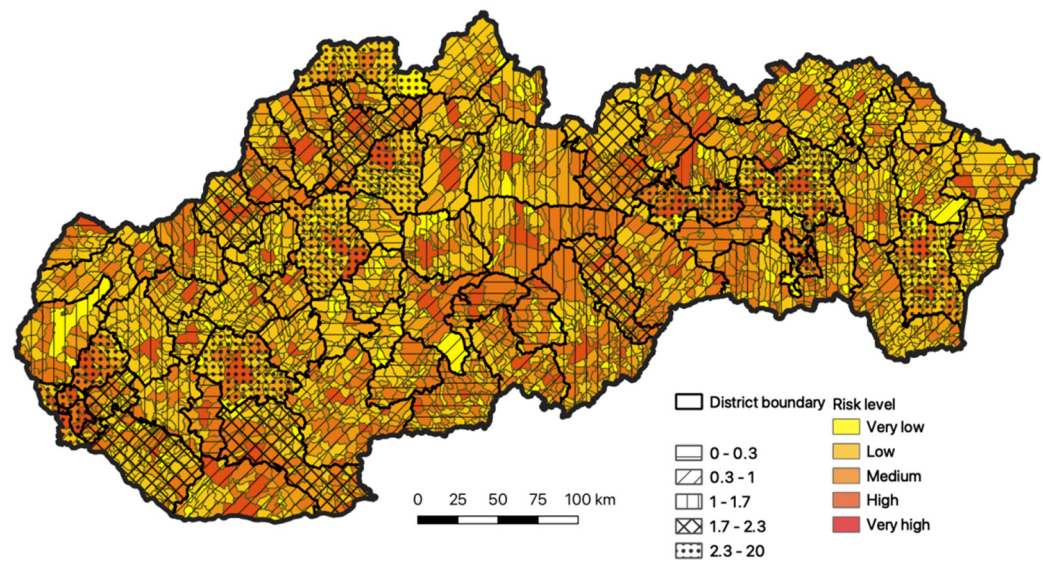 District boundary
0 - 0.3
0.3 - 1
1 - 1.7
1.7 - 2.3
2.3 - 20
Risk level
Very low
Low
Medium
High
Very high
0 25 50 75 100 km